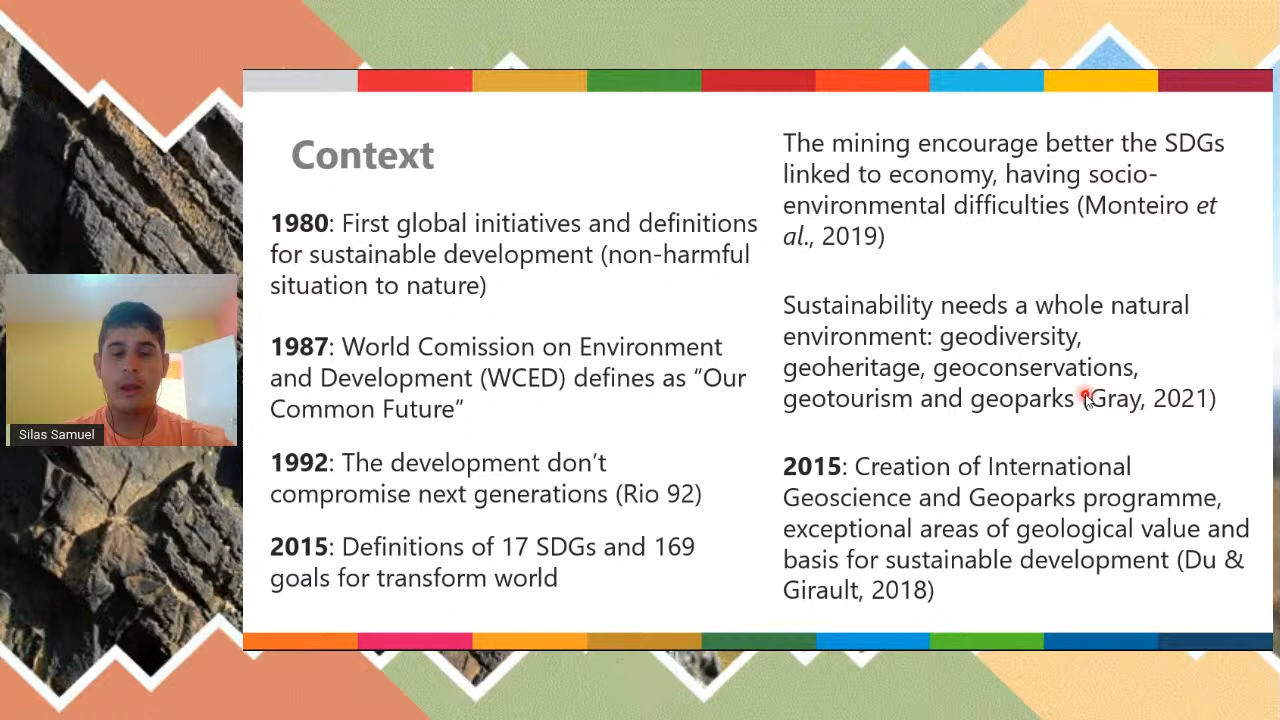 Context
1980: First global initiatives and definitions
for sustainable development (non-harmful
situation to nature)
1987: World Comission on Environment
and Development (WCED) defines as “Our
Common Future”
1992: The development don’t
compromise next generations (Rio 92)
2015: Definitions of 17 SDGs and 169
goals for transform world
The mining encourage better the SDGs
linked to economy, having socio-
environmental difficulties (Monteiro et
al., 2019)
Sustainability needs a whole natural
environment: geodiversity,
geoheritage, geoconservations,
geotourism and geoparks (Gray, 2021)
2015: Creation of International
Geoscience and Geoparks programme,
exceptional areas of geological value and
basis for sustainable development (Du &
Girault, 2018)
Silas Samuel